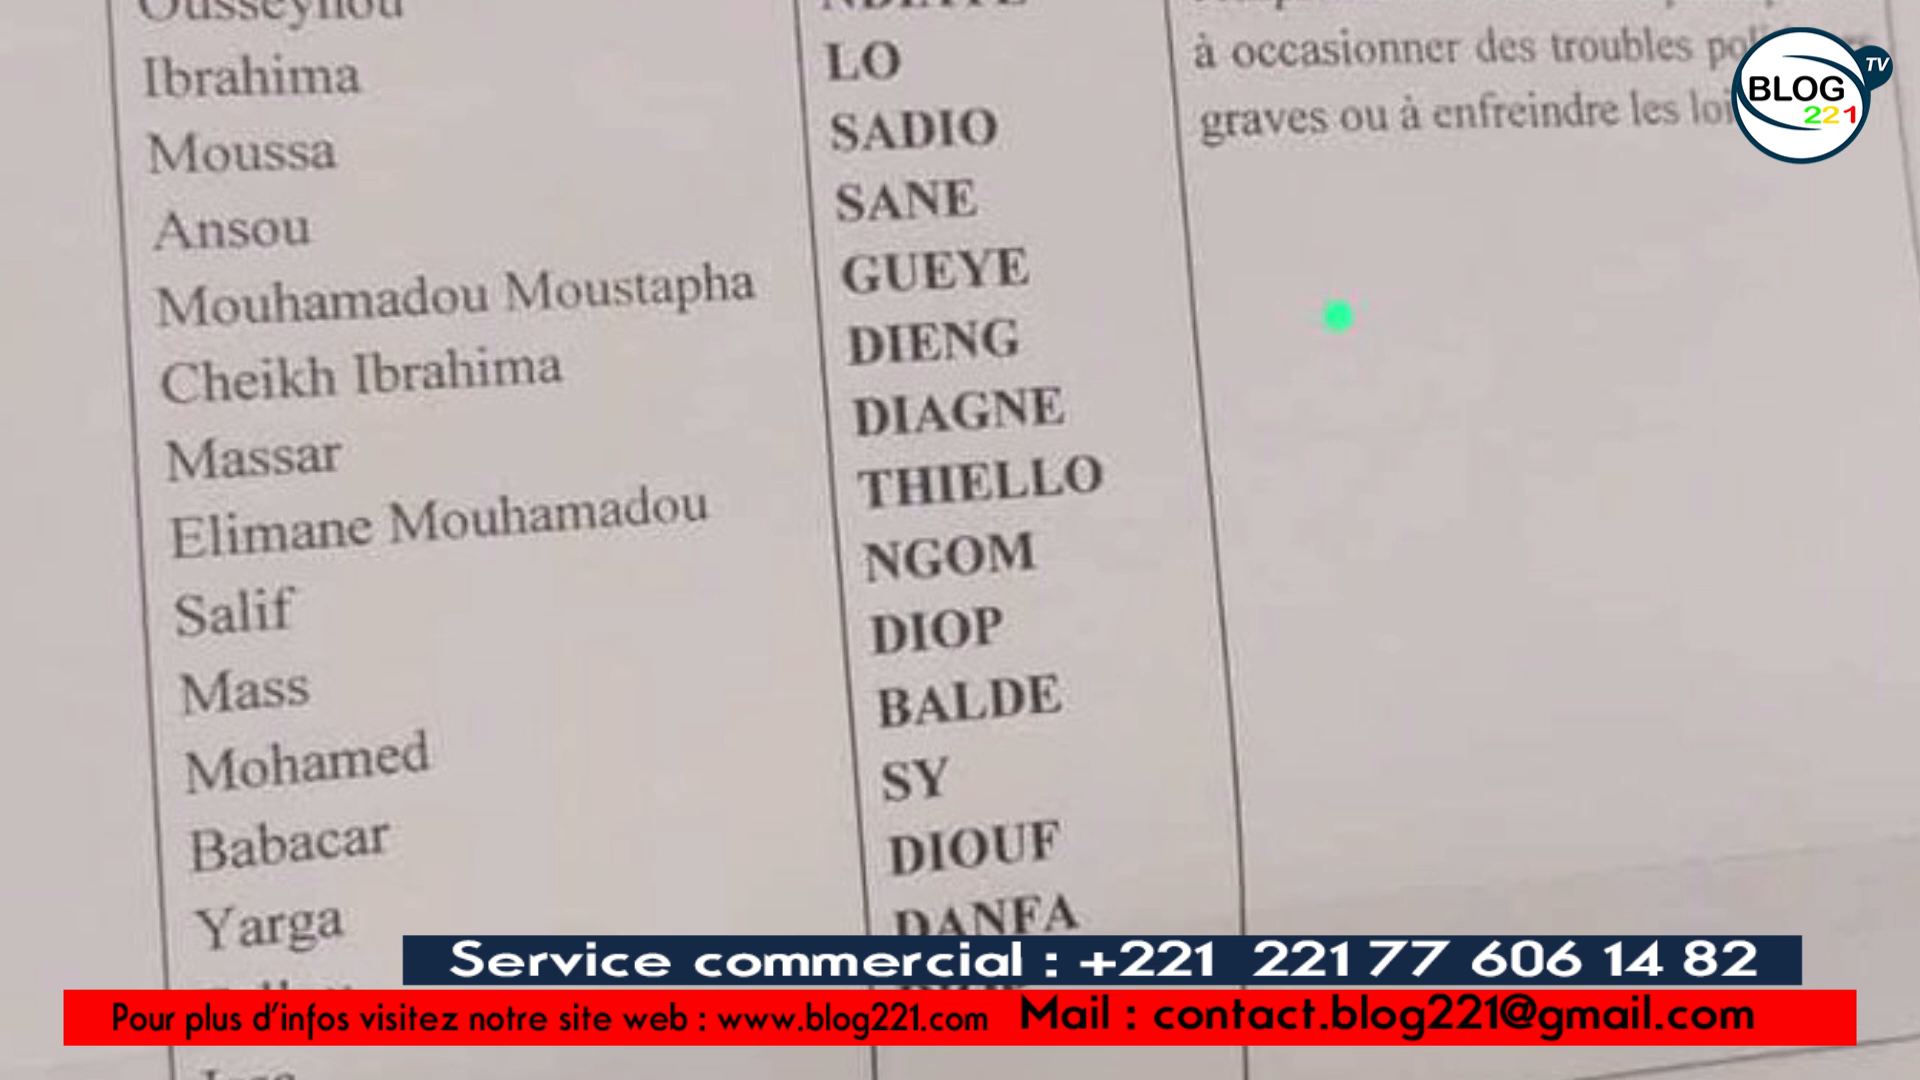 Ousseynou NDIAYE
Ibrahima LO
Moussa SADIO
Ansou SANE
Mouhamadou Moustapha GUEYE
Cheikh Ibrahima DIENG
Massar DIAGNE
Elimane Mouhamadou THIELLO
Salif NGOM
Mass DIOP
Mohamed BALDE
Babacar SY
Yarga DIOUF
DANFA
à occasionner des troubles
graves ou à enfreindre les
BLOG TV
221
Service commercial : +221 221 77 606 14 82
Pour plus d'infos visitez notre site web : www.blog221.com Mail : contact.blog221@gmail.com